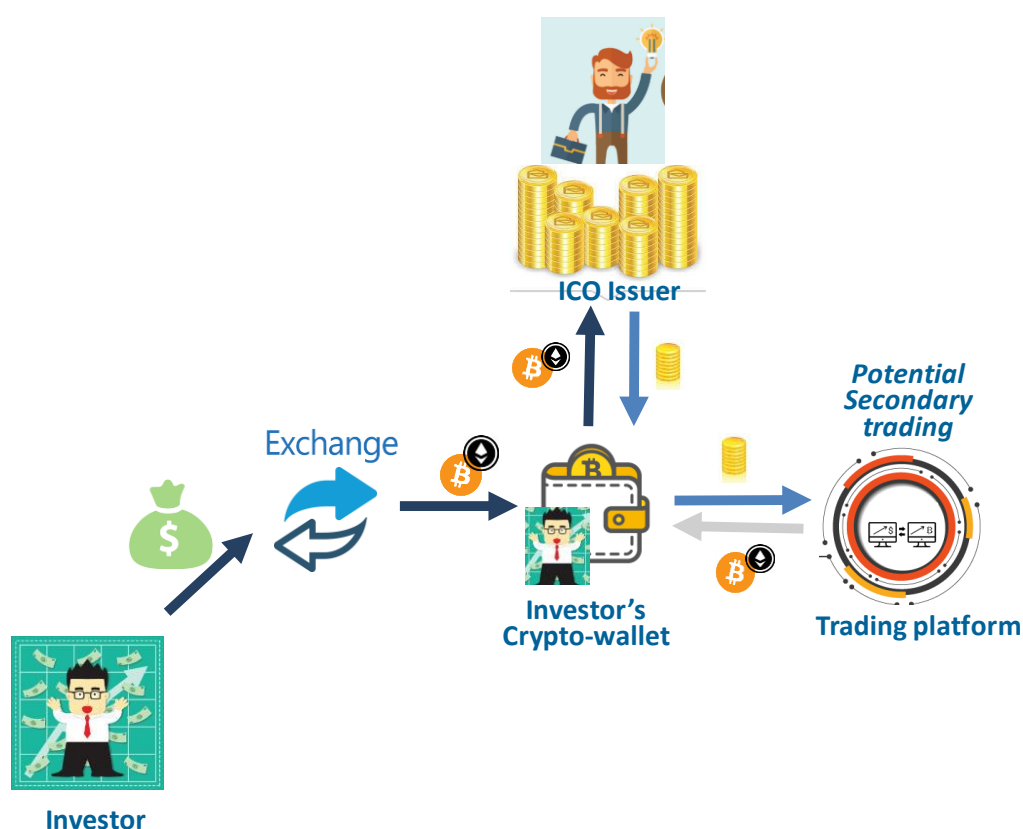 ICO Issuer
Potential
Secondary
trading
Exchange
$
Investor's
Crypto-wallet
Trading platform
Investor